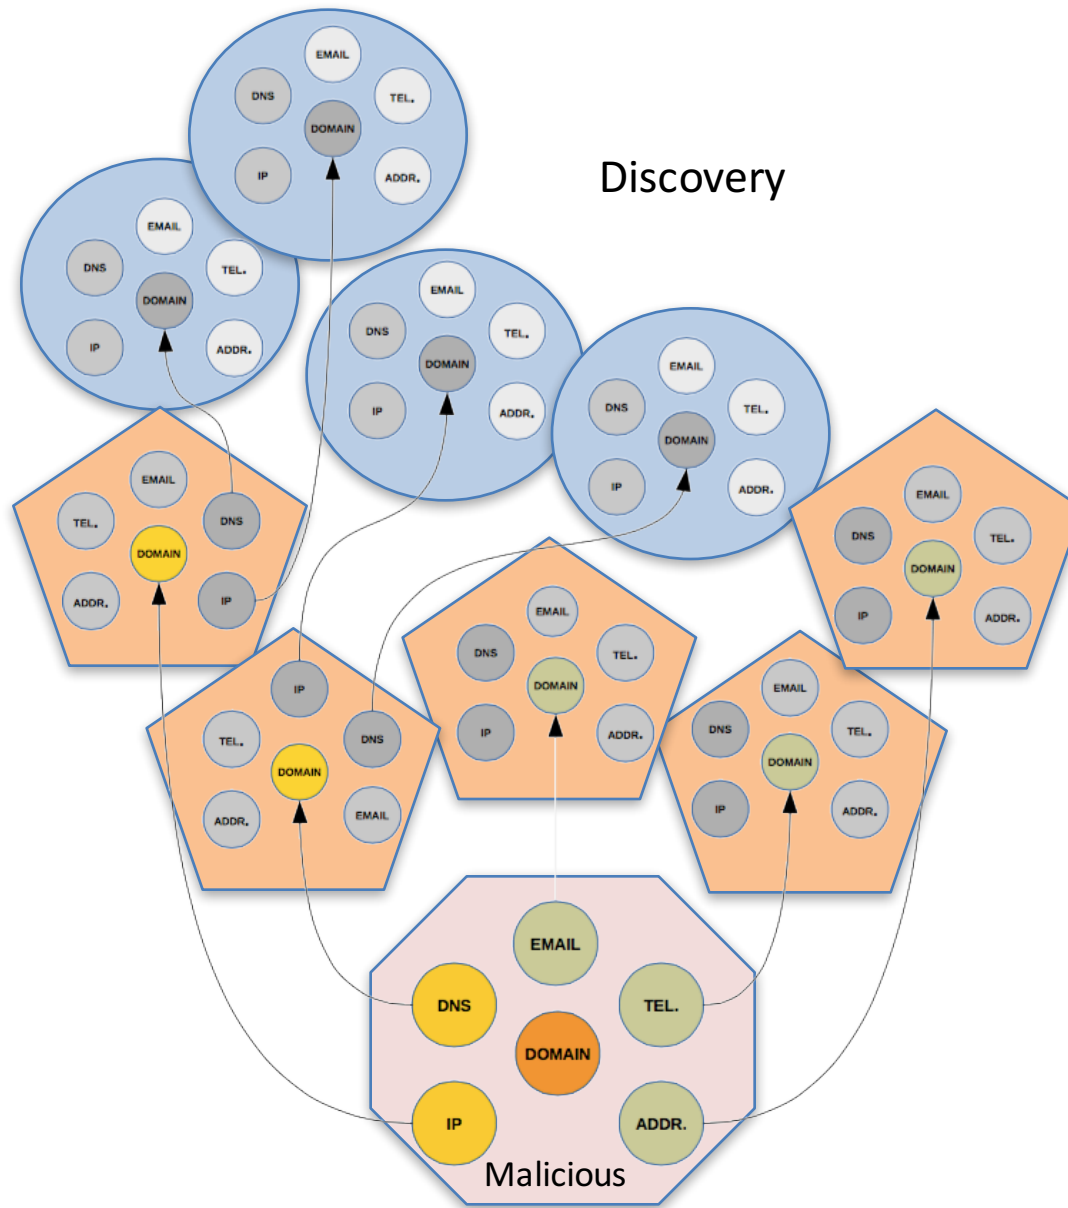 EMAIL
DNS
TEL.
DOMAIN
IP
ADDR.
Discovery
EMAIL
DNS
TEL.
DOMAIN
IP
ADDR.
EMAIL
DNS
TEL.
DOMAIN
IP
ADDR.
EMAIL
DNS
TEL.
DOMAIN
IP
ADDR.
EMAIL
TEL.
DNS
DOMAIN
ADDR.
IP
EMAIL
DNS
TEL.
DOMAIN
IP
ADDR.
IP
TEL.
DNS
DOMAIN
ADDR.
EMAIL
EMAIL
DNS
TEL.
DOMAIN
IP
ADDR.
EMAIL
DNS
TEL.
DOMAIN
IP
ADDR.
EMAIL
DNS
TEL.
DOMAIN
IP
ADDR.
Malicious